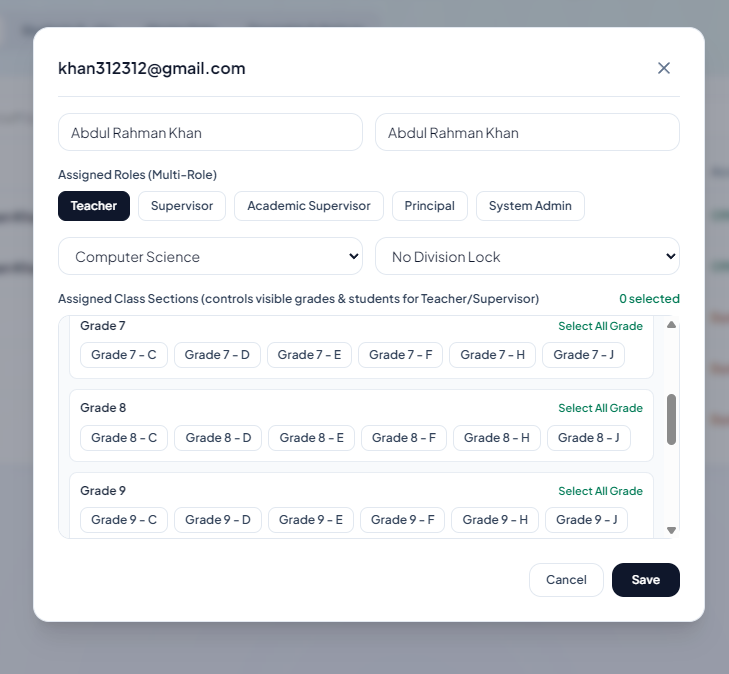 khan312312@gmail.com
Abdul Rahman Khan Abdul Rahman Khan
Assigned Roles (Multi-Role)
Teacher Supervisor Academic Supervisor Principal System Admin
Computer Science No Division Lock
Assigned Class Sections (controls visible grades & students for Teacher/Supervisor) 0 selected
Grade 7 Select All Grade
Grade 7 - C Grade 7 - D Grade 7 - E Grade 7 - F Grade 7 - H Grade 7 - J
Grade 8 Select All Grade
Grade 8 - C Grade 8 - D Grade 8 - E Grade 8 - F Grade 8 - H Grade 8 - J
Grade 9 Select All Grade
Grade 9 - C Grade 9 - D Grade 9 - E Grade 9 - F Grade 9 - H Grade 9 - J
Cancel Save